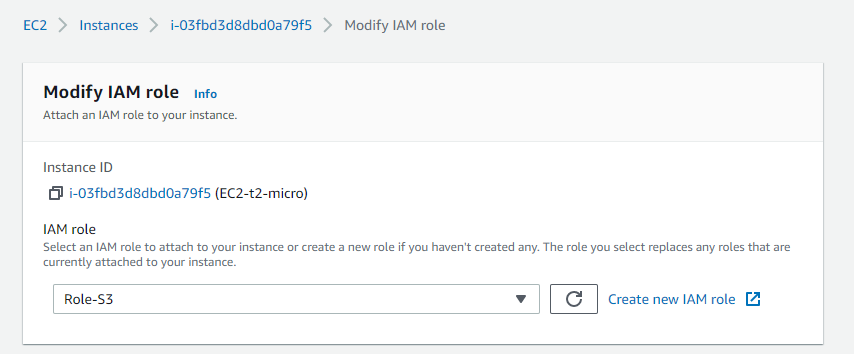 EC2 > Instances > i-03fbd3d8dbd0a79f5 > Modify IAM role
Modify IAM role Info
Attach an IAM role to your instance.
Instance ID
i-03fbd3d8dbd0a79f5 (EC2-t2-micro)
IAM role
Select an IAM role to attach to your instance or create a new role if you haven't created any. The role you select replaces any roles that are
currently attached to your instance.
Role-S3
Create new IAM role